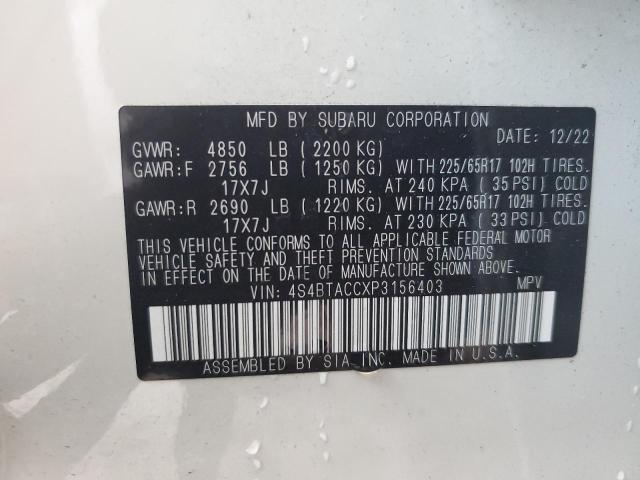 MFD BY SUBARU CORPORATION
DATE: 12/22
GVWR: 4850 LB (2200 KG)
GAWR:F 2756 LB (1250 KG) WITH 225/65R17 102H TIRES.
17X7J RIMS. AT 240 KPA (35 PSI) COLD
GAWR:R 2690 LB (1220 KG) WITH 225/65R17 102H TIRES.
17X7J RIMS. AT 230 KPA (33 PSI) COLD
THIS VEHICLE CONFORMS TO ALL APPLICABLE FEDERAL MOTOR
VEHICLE SAFETY AND THEFT PREVENTION STANDARDS
IN EFFECT ON THE DATE OF MANUFACTURE SHOWN ABOVE.
VIN: 4S4BTACCXP3156403 MPV
ASSEMBLED BY SIA, INC. MADE IN U.S.A.